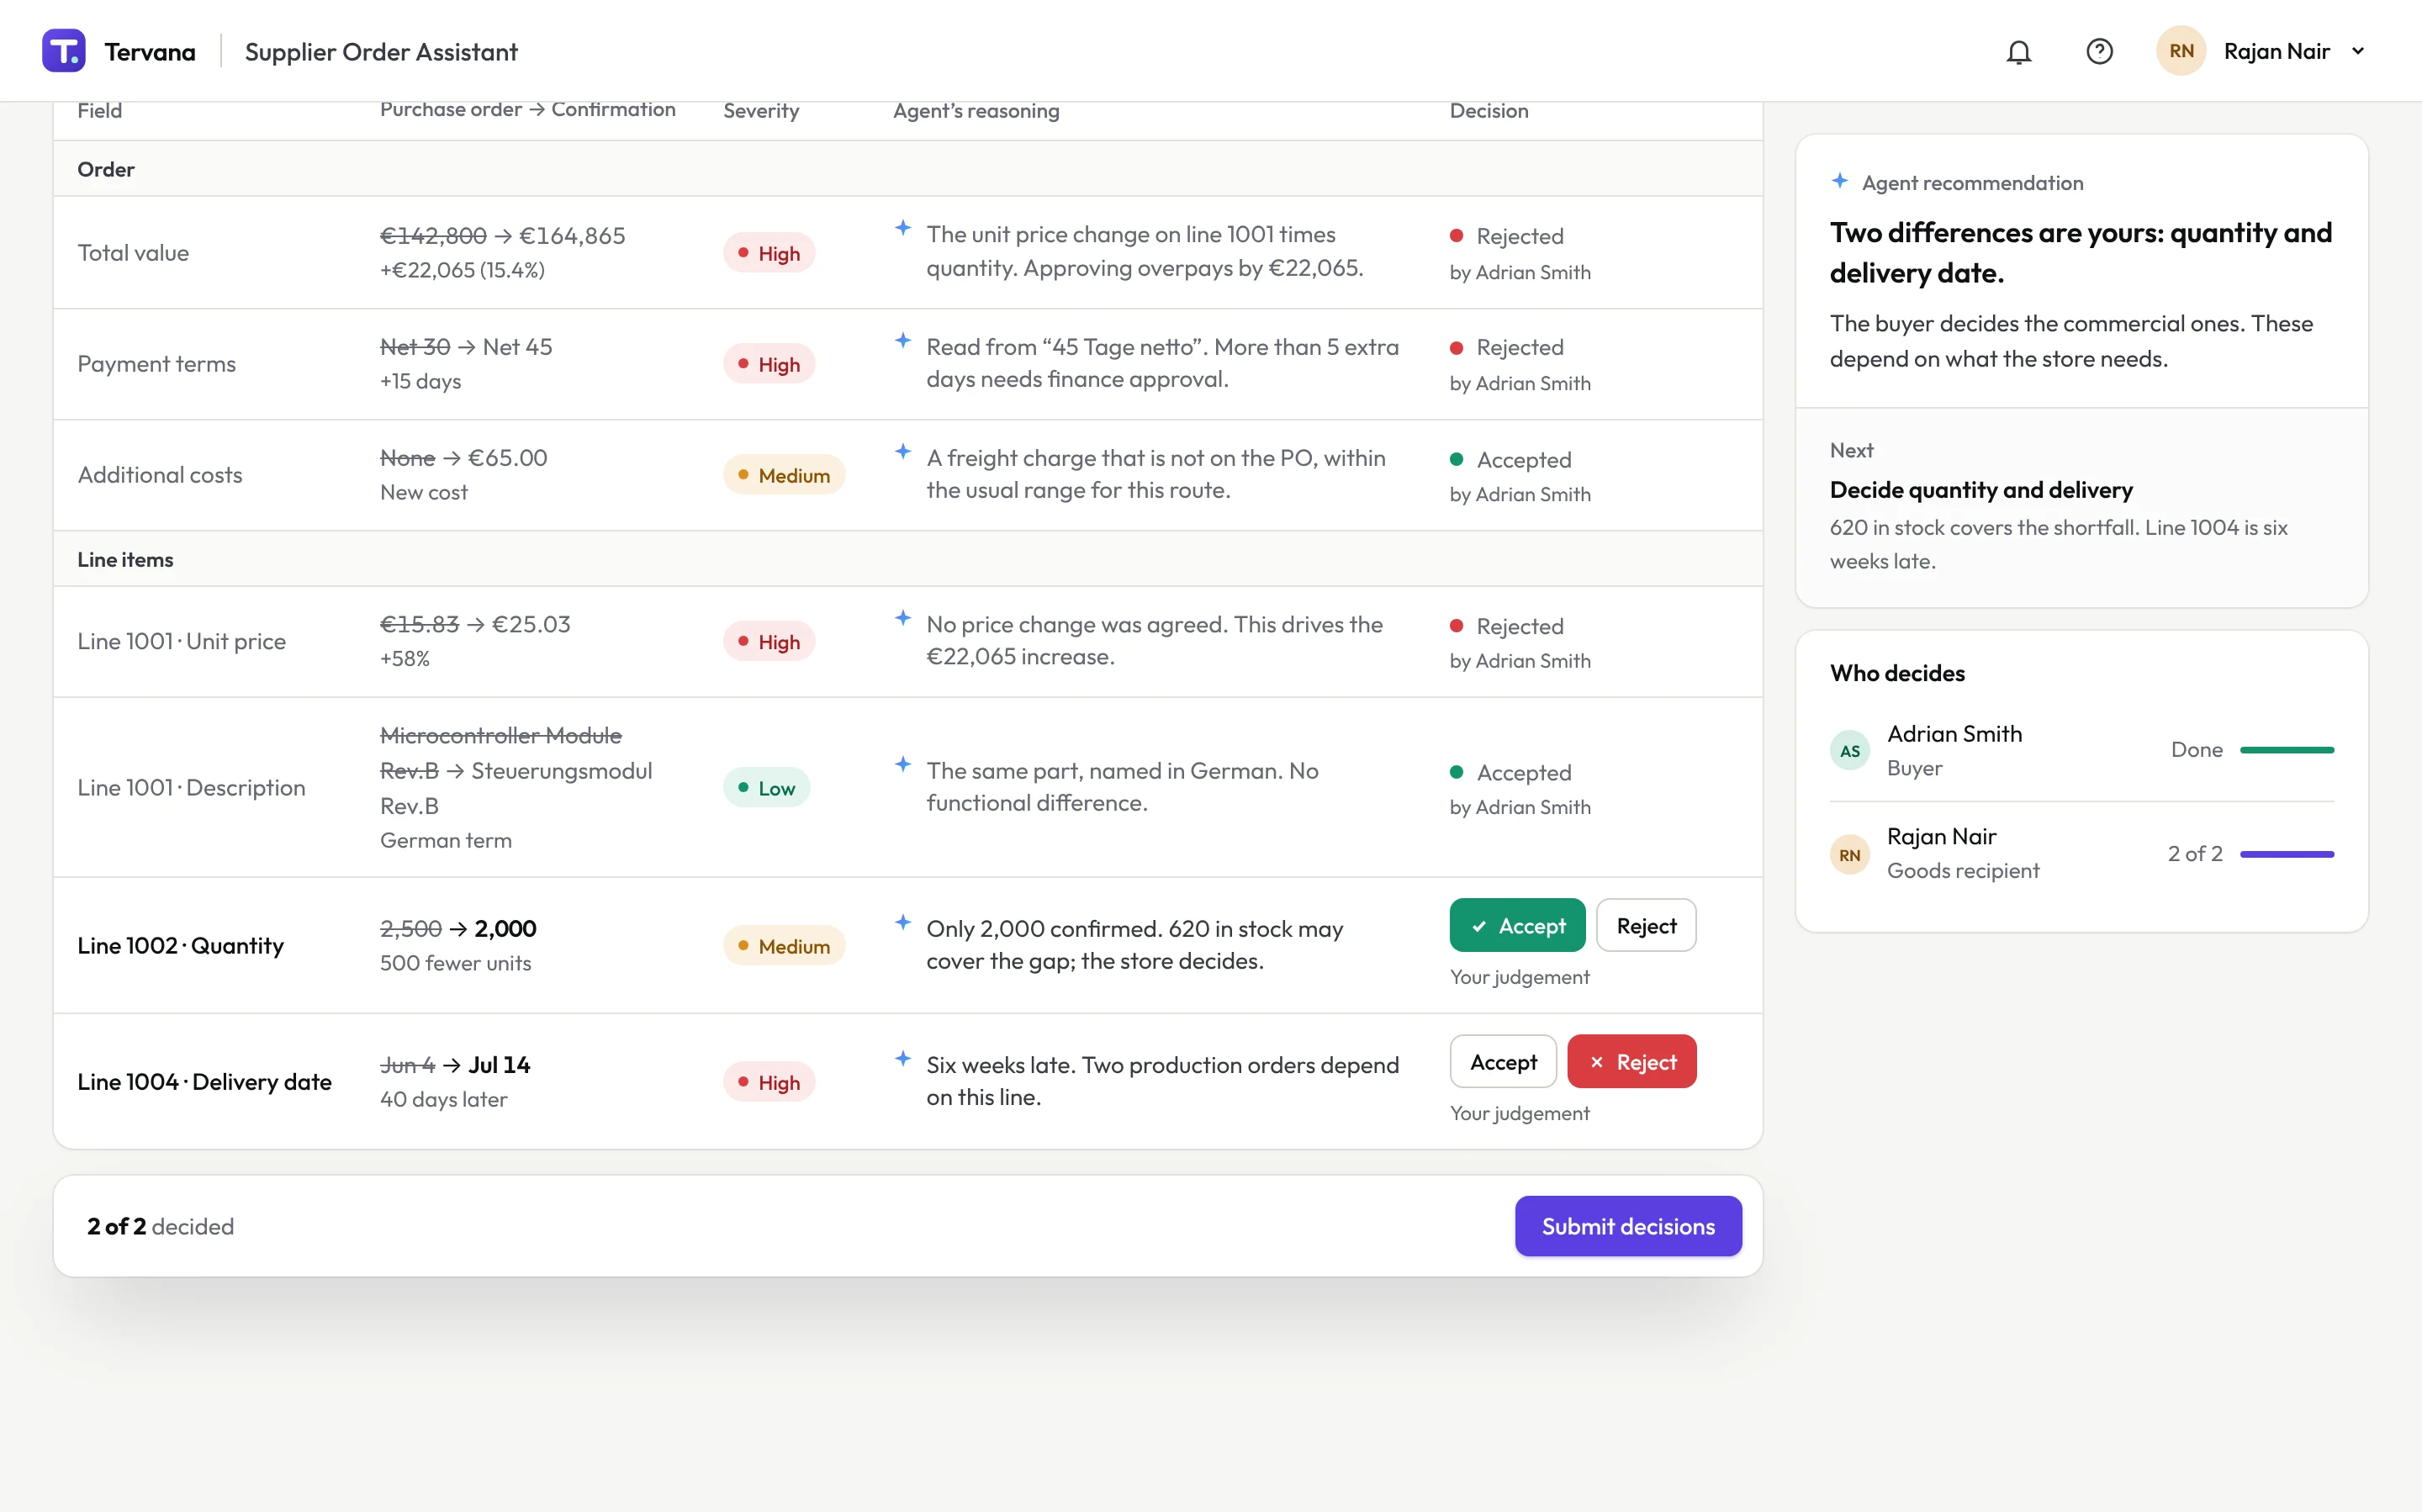 T.
Tervana
Supplier Order Assistant
RN
Rajan Nair
Field
Purchase order → Confirmation
Severity
Agent’s reasoning
Decision
Order
Total value
€142,800 → €164,865
+€22,065 (15.4%)
High
The unit price change on line 1001 times
quantity. Approving overpays by €22,065.
Rejected
by Adrian Smith
Payment terms
Net 30 → Net 45
+15 days
High
Read from “45 Tage netto”. More than 5 extra
days needs finance approval.
Rejected
by Adrian Smith
Additional costs
None → €65.00
New cost
Medium
A freight charge that is not on the PO, within
the usual range for this route.
Accepted
by Adrian Smith
Line items
Line 1001 · Unit price
€15.83 → €25.03
+58%
High
No price change was agreed. This drives the
€22,065 increase.
Rejected
by Adrian Smith
Line 1001 · Description
Microcontroller Module
Rev.B → Steuerungsmodul
Rev.B
German term
Low
The same part, named in German. No
functional difference.
Accepted
by Adrian Smith
Line 1002 · Quantity
2,500 → 2,000
500 fewer units
Medium
Only 2,000 confirmed. 620 in stock may
cover the gap; the store decides.
Accept
Reject
Your judgement
Line 1004 · Delivery date
Jun 4 → Jul 14
40 days later
High
Six weeks late. Two production orders depend
on this line.
Accept
Reject
Your judgement
2 of 2 decided
Submit decisions
Agent recommendation
Two differences are yours: quantity and
delivery date.
The buyer decides the commercial ones. These
depend on what the store needs.
Next
Decide quantity and delivery
620 in stock covers the shortfall. Line 1004 is six
weeks late.
Who decides
AS
Adrian Smith
Buyer
Done
RN
Rajan Nair
Goods recipient
2 of 2